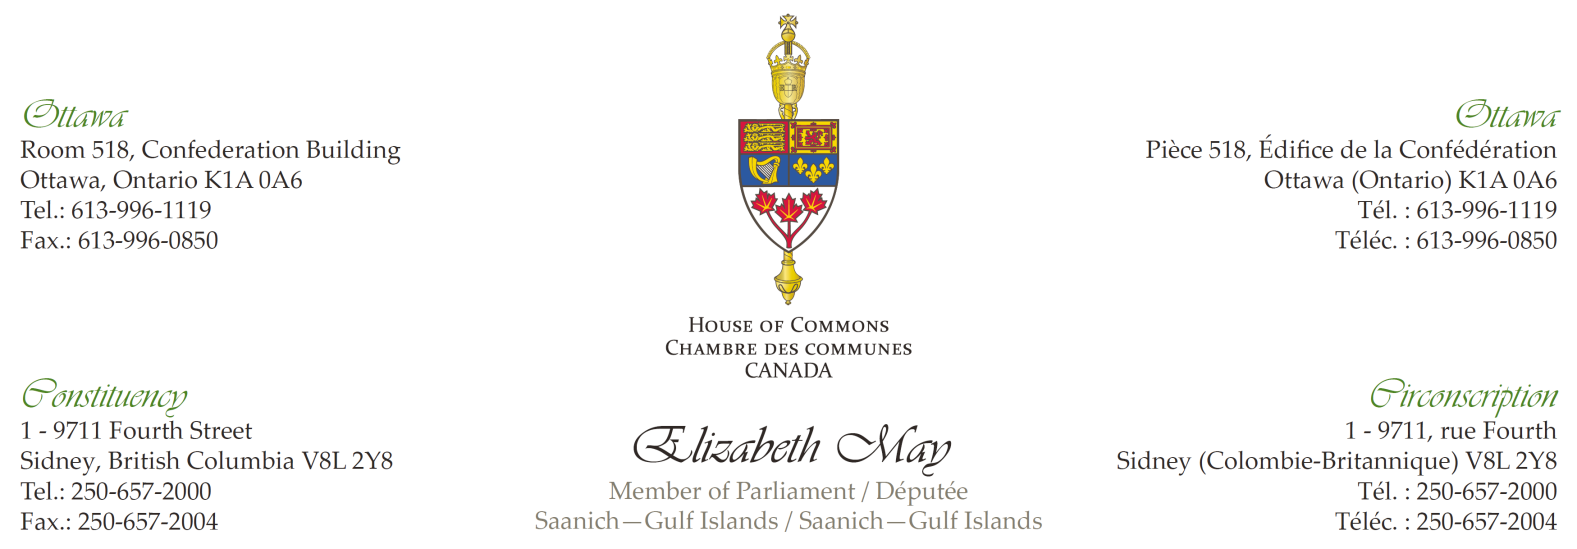 Ottawa
Room 518, Confederation Building
Ottawa, Ontario K1A 0A6
Tel.: 613-996-1119
Fax.: 613-996-0850
Constituency
1 - 9711 Fourth Street
Sidney, British Columbia V8L 2Y8
Tel.: 250-657-2000
Fax.: 250-657-2004
House of Commons
Chambre des communes
CANADA
Elizabeth May
Member of Parliament / Députée
Saanich—Gulf Islands / Saanich—Gulf Islands
Ottawa
Pièce 518, Édifice de la Confédération
Ottawa (Ontario) K1A 0A6
Tél. : 613-996-1119
Téléc. : 613-996-0850
Circonscription
1 - 9711, rue Fourth
Sidney (Colombie-Britannique) V8L 2Y8
Tél. : 250-657-2000
Téléc. : 250-657-2004